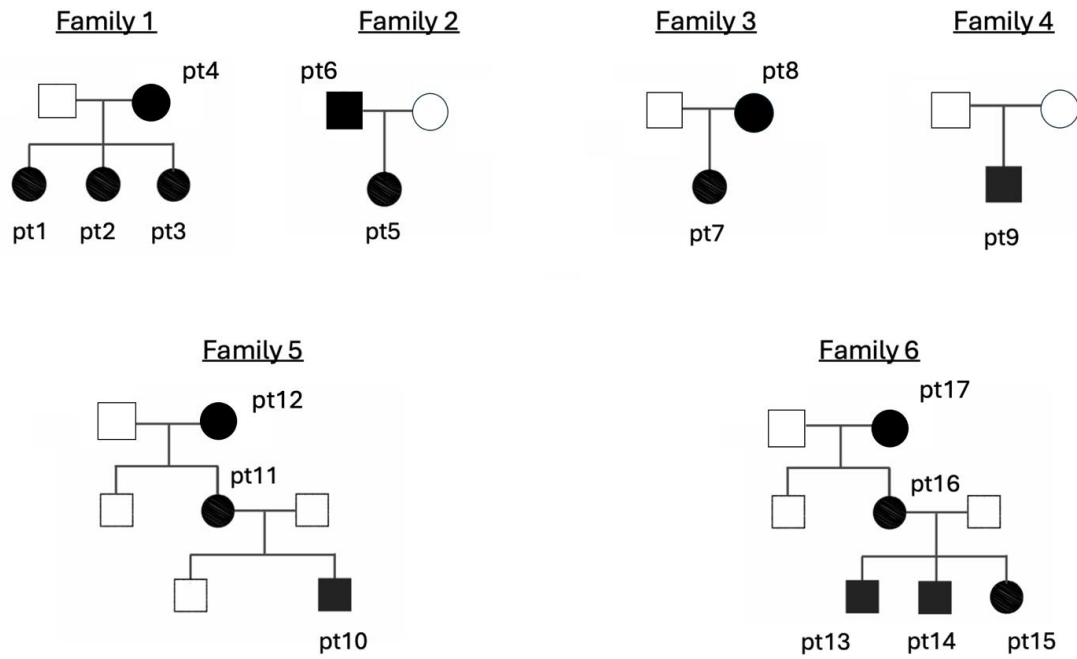 Family 1
Family 2
Family 3
Family 4
pt4
pt6
pt8
pt1
pt2
pt3
pt5
pt7
pt9
Family 5
Family 6
pt12
pt17
pt11
pt16
pt10
pt13
pt14
pt15